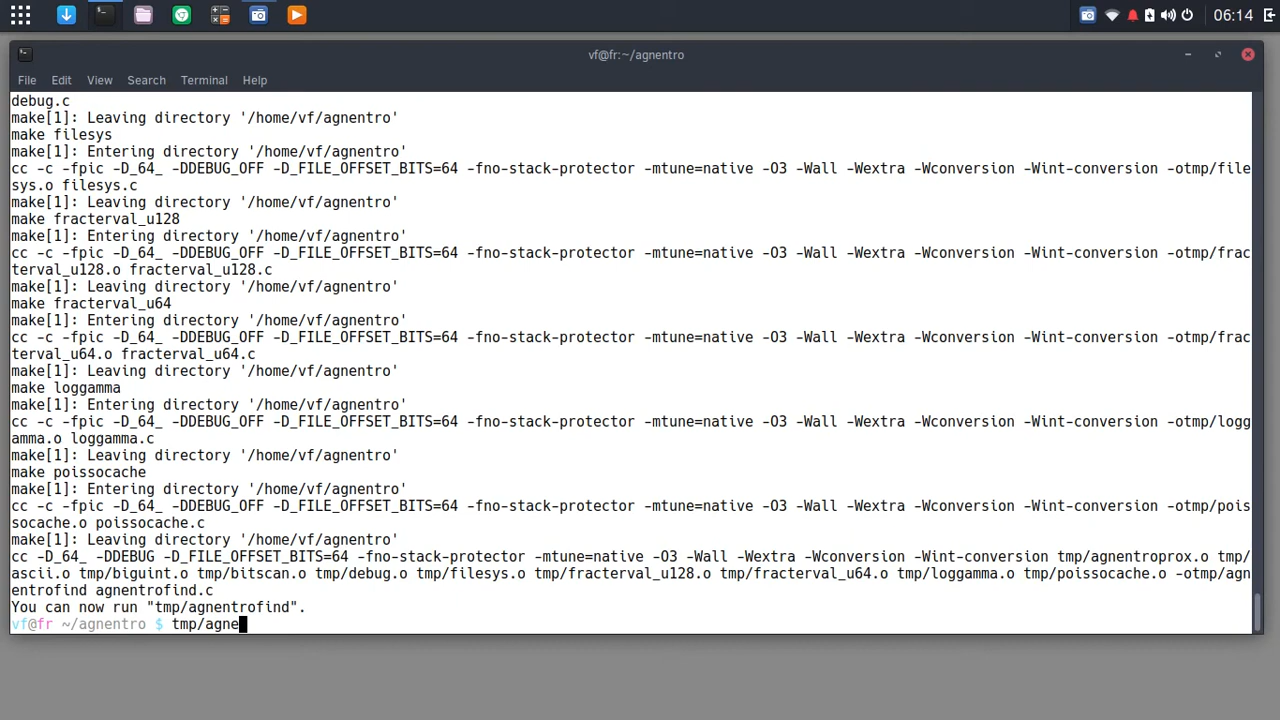 06:14
vf@fr:~/agnentro
File Edit View Search Terminal Help
debug.c
make[1]: Leaving directory '/home/vf/agnentro'
make filesys
make[1]: Entering directory '/home/vf/agnentro'
cc -c -fpic -D_64_ -DDEBUG_OFF -D_FILE_OFFSET_BITS=64 -fno-stack-protector -mtune=native -O3 -Wall -Wextra -Wconversion -Wint-conversion -otmp/file
sys.o filesys.c
make[1]: Leaving directory '/home/vf/agnentro'
make fracterval_u128
make[1]: Entering directory '/home/vf/agnentro'
cc -c -fpic -D_64_ -DDEBUG_OFF -D_FILE_OFFSET_BITS=64 -fno-stack-protector -mtune=native -O3 -Wall -Wextra -Wconversion -Wint-conversion -otmp/frac
terval_u128.o fracterval_u128.c
make[1]: Leaving directory '/home/vf/agnentro'
make fracterval_u64
make[1]: Entering directory '/home/vf/agnentro'
cc -c -fpic -D_64_ -DDEBUG_OFF -D_FILE_OFFSET_BITS=64 -fno-stack-protector -mtune=native -O3 -Wall -Wextra -Wconversion -Wint-conversion -otmp/frac
terval_u64.o fracterval_u64.c
make[1]: Leaving directory '/home/vf/agnentro'
make loggamma
make[1]: Entering directory '/home/vf/agnentro'
cc -c -fpic -D_64_ -DDEBUG_OFF -D_FILE_OFFSET_BITS=64 -fno-stack-protector -mtune=native -O3 -Wall -Wextra -Wconversion -Wint-conversion -otmp/logg
amma.o loggamma.c
make[1]: Leaving directory '/home/vf/agnentro'
make poissocache
make[1]: Entering directory '/home/vf/agnentro'
cc -c -fpic -D_64_ -DDEBUG_OFF -D_FILE_OFFSET_BITS=64 -fno-stack-protector -mtune=native -O3 -Wall -Wextra -Wconversion -Wint-conversion -otmp/pois
socache.o poissocache.c
make[1]: Leaving directory '/home/vf/agnentro'
cc -D_64_ -DDEBUG -D_FILE_OFFSET_BITS=64 -fno-stack-protector -mtune=native -O3 -Wall -Wextra -Wconversion -Wint-conversion tmp/agnentroprox.o tmp/
ascii.o tmp/biguint.o tmp/bitscan.o tmp/debug.o tmp/filesys.o tmp/fracterval_u128.o tmp/fracterval_u64.o tmp/loggamma.o tmp/poissocache.o -otmp/agn
entrofind agnentrofind.c
You can now run "tmp/agnentrofind".
vf@fr ~/agnentro $ tmp/agne